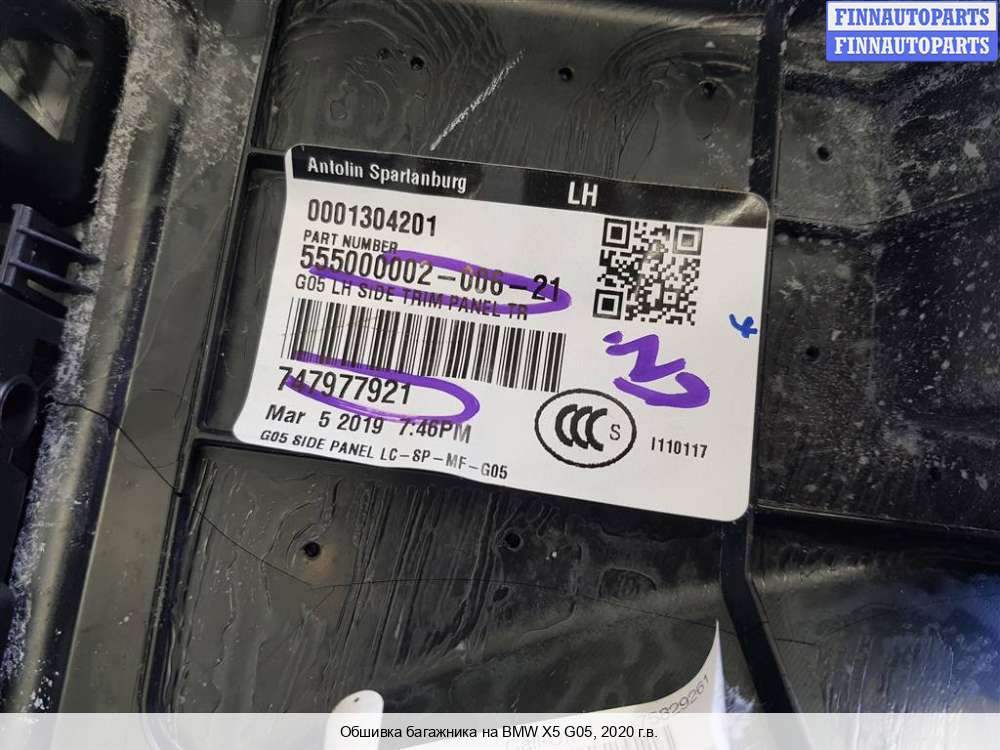 FINNAUTOPARTS
FINNAUTOPARTS
Antolin Spartanburg
LH
0001304201
PART NUMBER
555000002-006-21
G05 LH SIDE TRIM PANEL TR
747977921
Mar 5 2019 7:46PM
CCC S
I110117
G05 SIDE PANEL LC-SP-MF-G05
Обшивка багажника на BMW X5 G05, 2020 г.в.